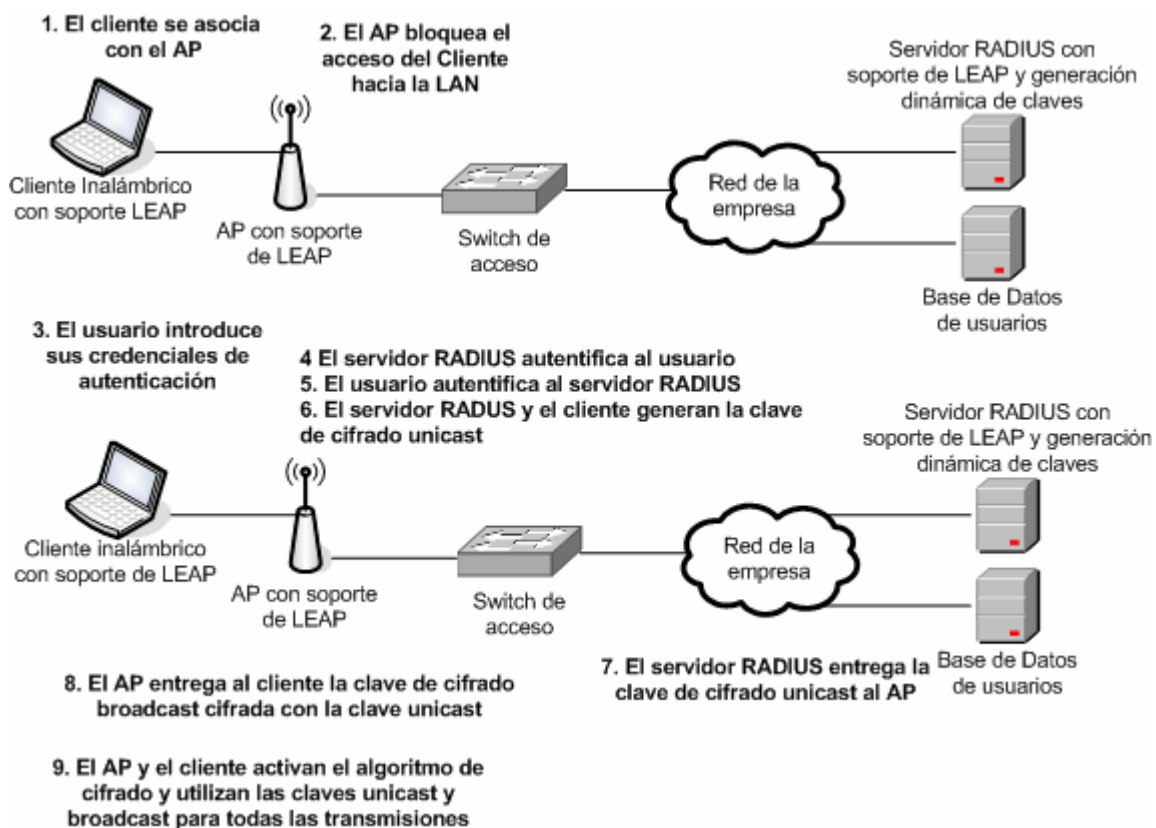 1. El cliente se asocia
con el AP
2. El AP bloquea el
acceso del Cliente
hacia la LAN
Servidor RADIUS con
soporte de LEAP y generación
dinámica de claves
Cliente Inalámbrico
con soporte LEAP
AP con soporte
de LEAP
Switch de
acceso
Red de la
empresa
Base de Datos
de usuarios
3. El usuario introduce
sus credenciales de
autenticación
4 El servidor RADIUS autentifica al usuario
5. El usuario autentifica al servidor RADIUS
6. El servidor RADUS y el cliente generan la clave
de cifrado unicast
Servidor RADIUS con
soporte de LEAP y generación
dinámica de claves
Cliente inalámbrico
con soporte de LEAP
AP con soporte
de LEAP
Switch de
acceso
Red de la
empresa
7. El servidor RADIUS entrega la
clave de cifrado unicast al AP
Base de Datos
de usuarios
8. El AP entrega al cliente la clave de cifrado
broadcast cifrada con la clave unicast
9. El AP y el cliente activan el algoritmo de
cifrado y utilizan las claves unicast y
broadcast para todas las transmisiones